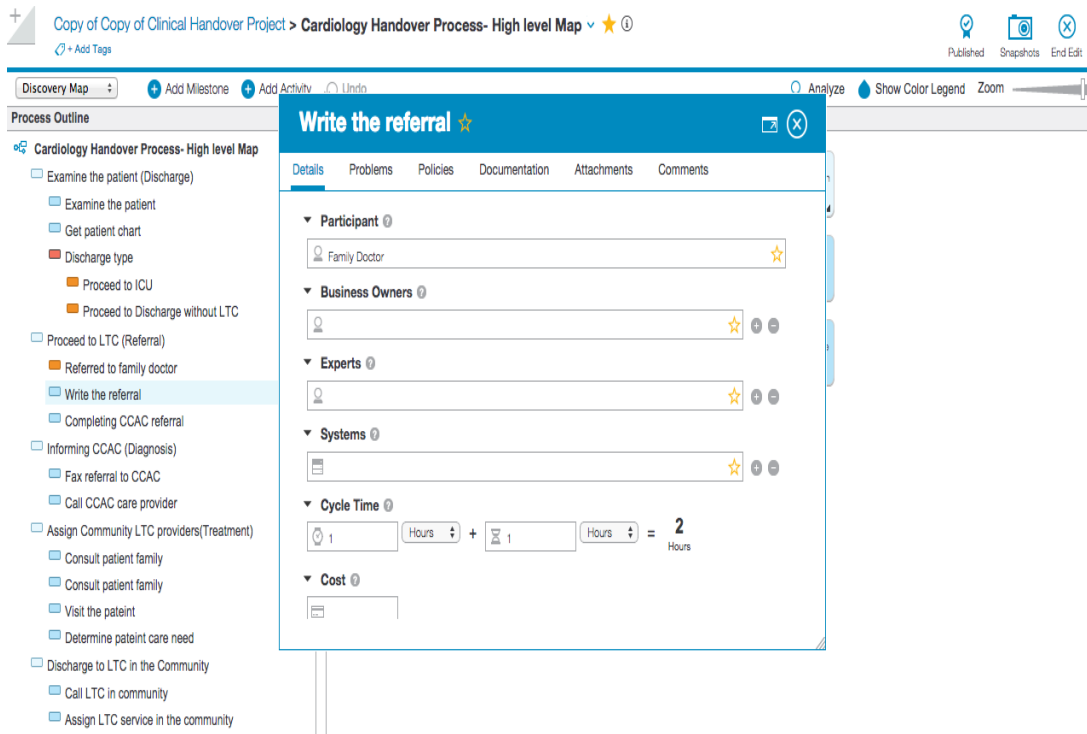 Copy of Copy of Clinical Handover Project > Cardiology Handover Process- High level Map
+ Add Tags
Published Snapshots End Edit
Discovery Map Add Milestone Add Activity Undo Analyze Show Color Legend Zoom
Process Outline
Cardiology Handover Process- High level Map
Examine the patient (Discharge)
Examine the patient
Get patient chart
Discharge type
Proceed to ICU
Proceed to Discharge without LTC
Proceed to LTC (Referral)
Referred to family doctor
Write the referral
Completing CCAC referral
Informing CCAC (Diagnosis)
Fax referral to CCAC
Call CCAC care provider
Assign Community LTC providers(Treatment)
Consult patient family
Consult patient family
Visit the pateint
Determine pateint care need
Discharge to LTC in the Community
Call LTC in community
Assign LTC service in the community
Write the referral
Details Problems Policies Documentation Attachments Comments
Participant
Family Doctor
Business Owners
Experts
Systems
Cycle Time
1 Hours + 1 Hours = 2
Hours
Cost